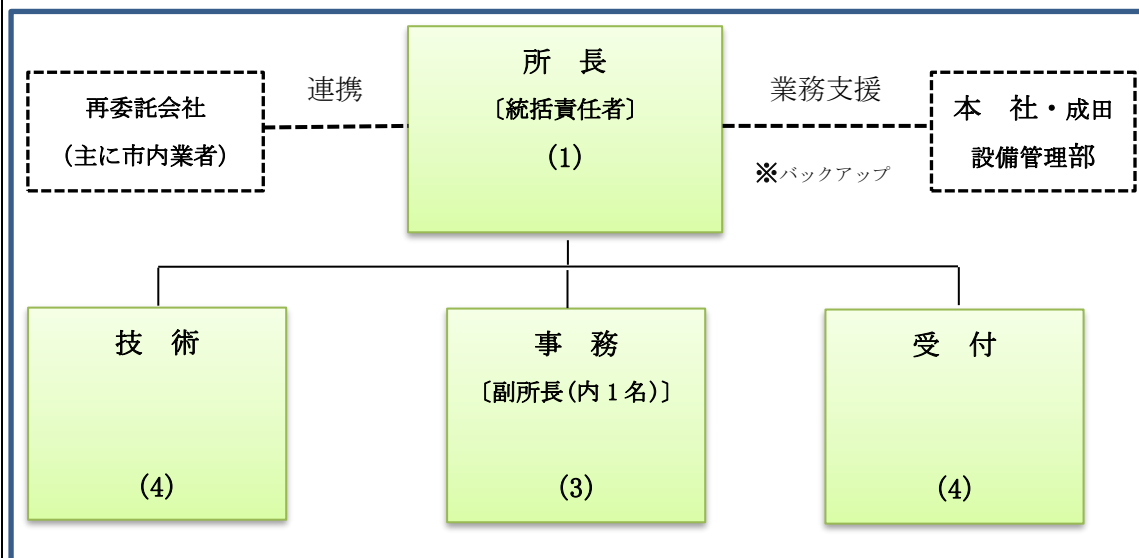 所　長
〔統括責任者〕
(1)
再委託会社
(主に市内業者)
連携
業務支援
※バックアップ
本　社・成田
設備管理部
技　術
(4)
事　務
〔副所長(内１名)〕
(3)
受　付
(4)